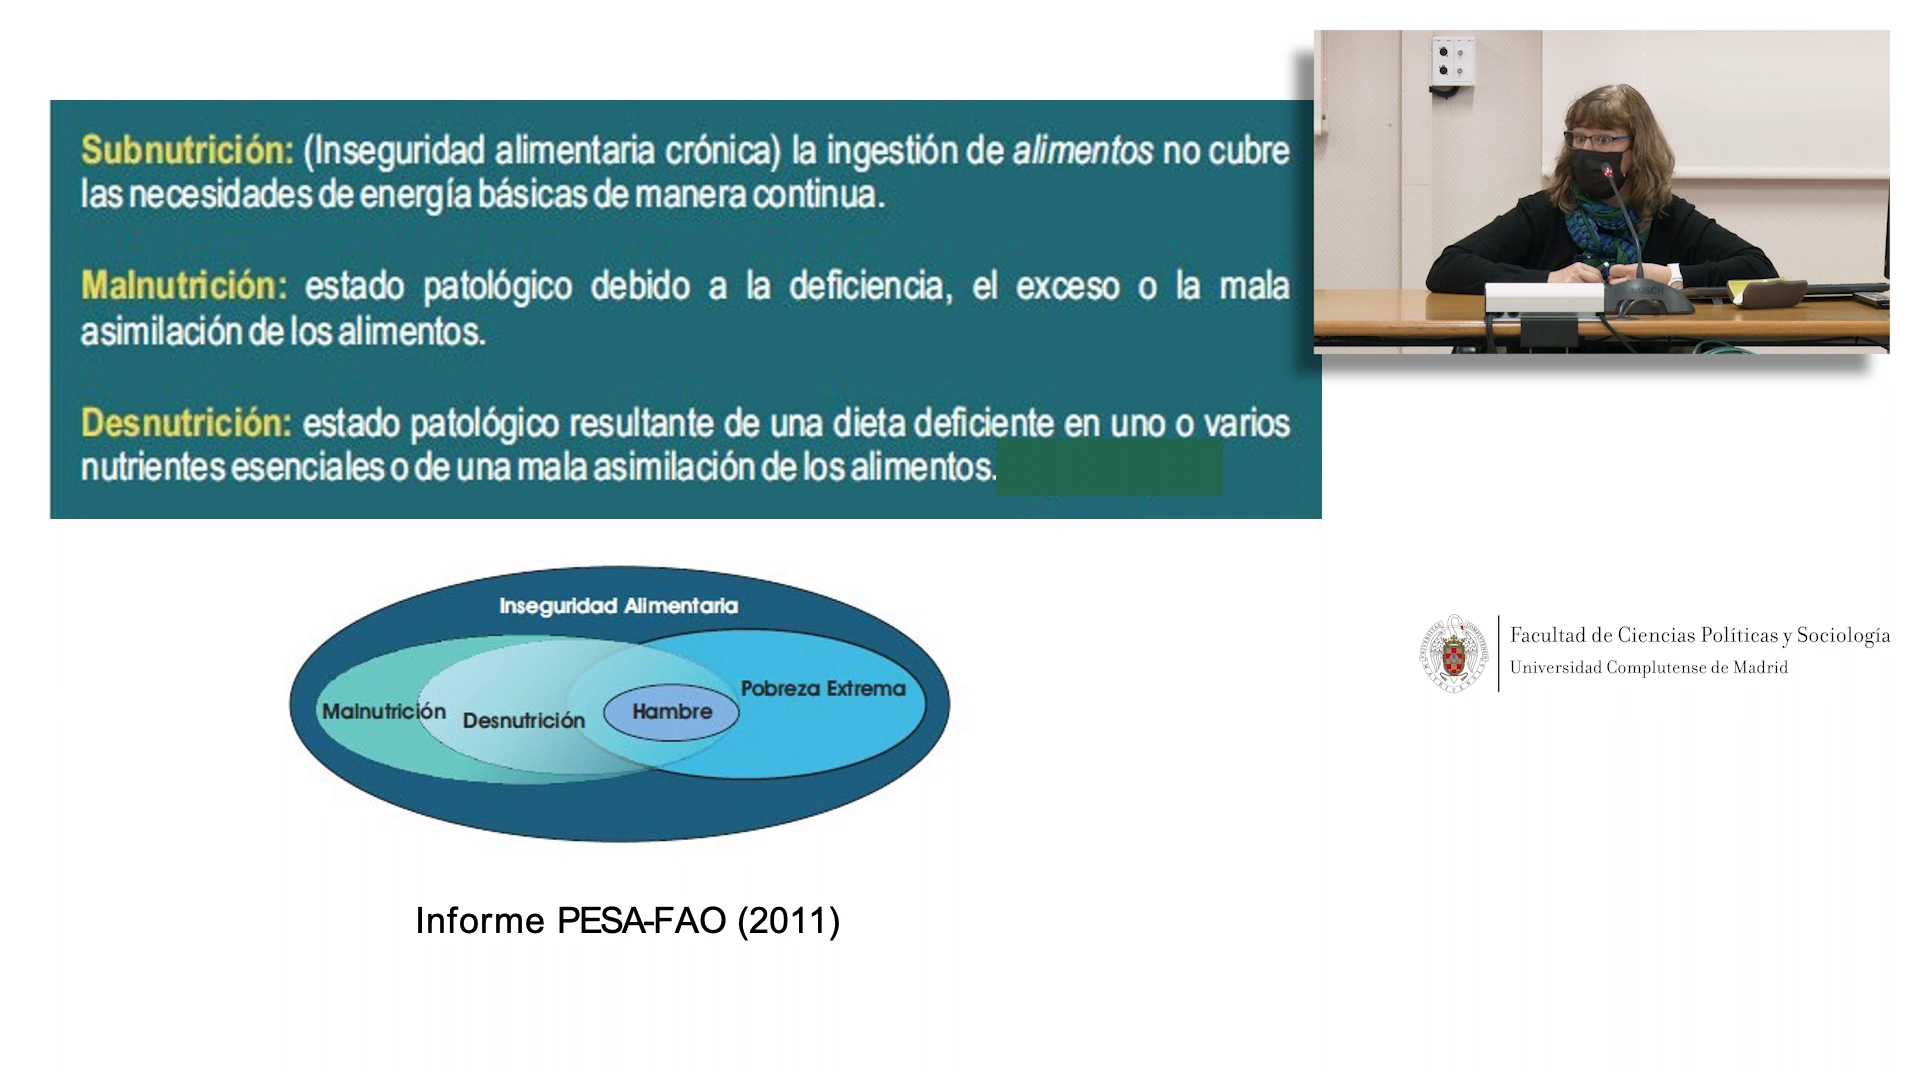 Subnutrición: (Inseguridad alimentaria crónica) la ingestión de alimentos no cubre
las necesidades de energía básicas de manera continua.
Malnutrición: estado patológico debido a la deficiencia, el exceso o la mala
asimilación de los alimentos.
Desnutrición: estado patológico resultante de una dieta deficiente en uno o varios
nutrientes esenciales o de una mala asimilación de los alimentos.
Inseguridad Alimentaria
Malnutrición
Desnutrición
Hambre
Pobreza Extrema
Informe PESA-FAO (2011)
BOSCH
Facultad de Ciencias Políticas y Sociología
Universidad Complutense de Madrid